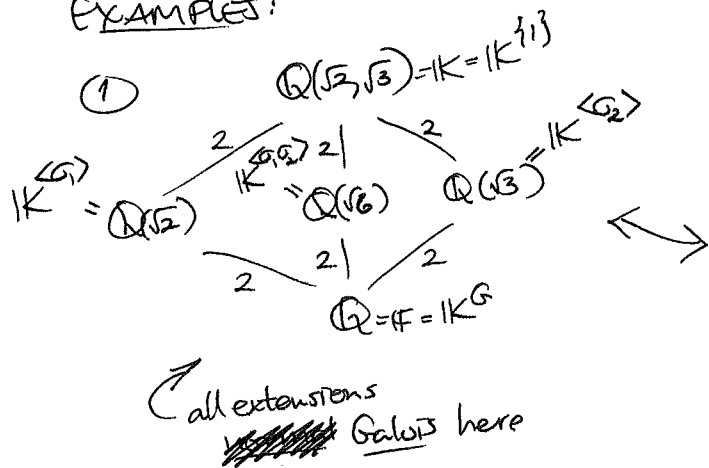 EXAMPLES:
①
Q(√2,√3)=K=K^{1}
2 2| 2
K^<σ₁> = Q(√2) K^<σ₁σ₂> = Q(√6) Q(√3) = K^<σ₂>
2 2| 2
Q=F=K^G
all extensions
Galois here